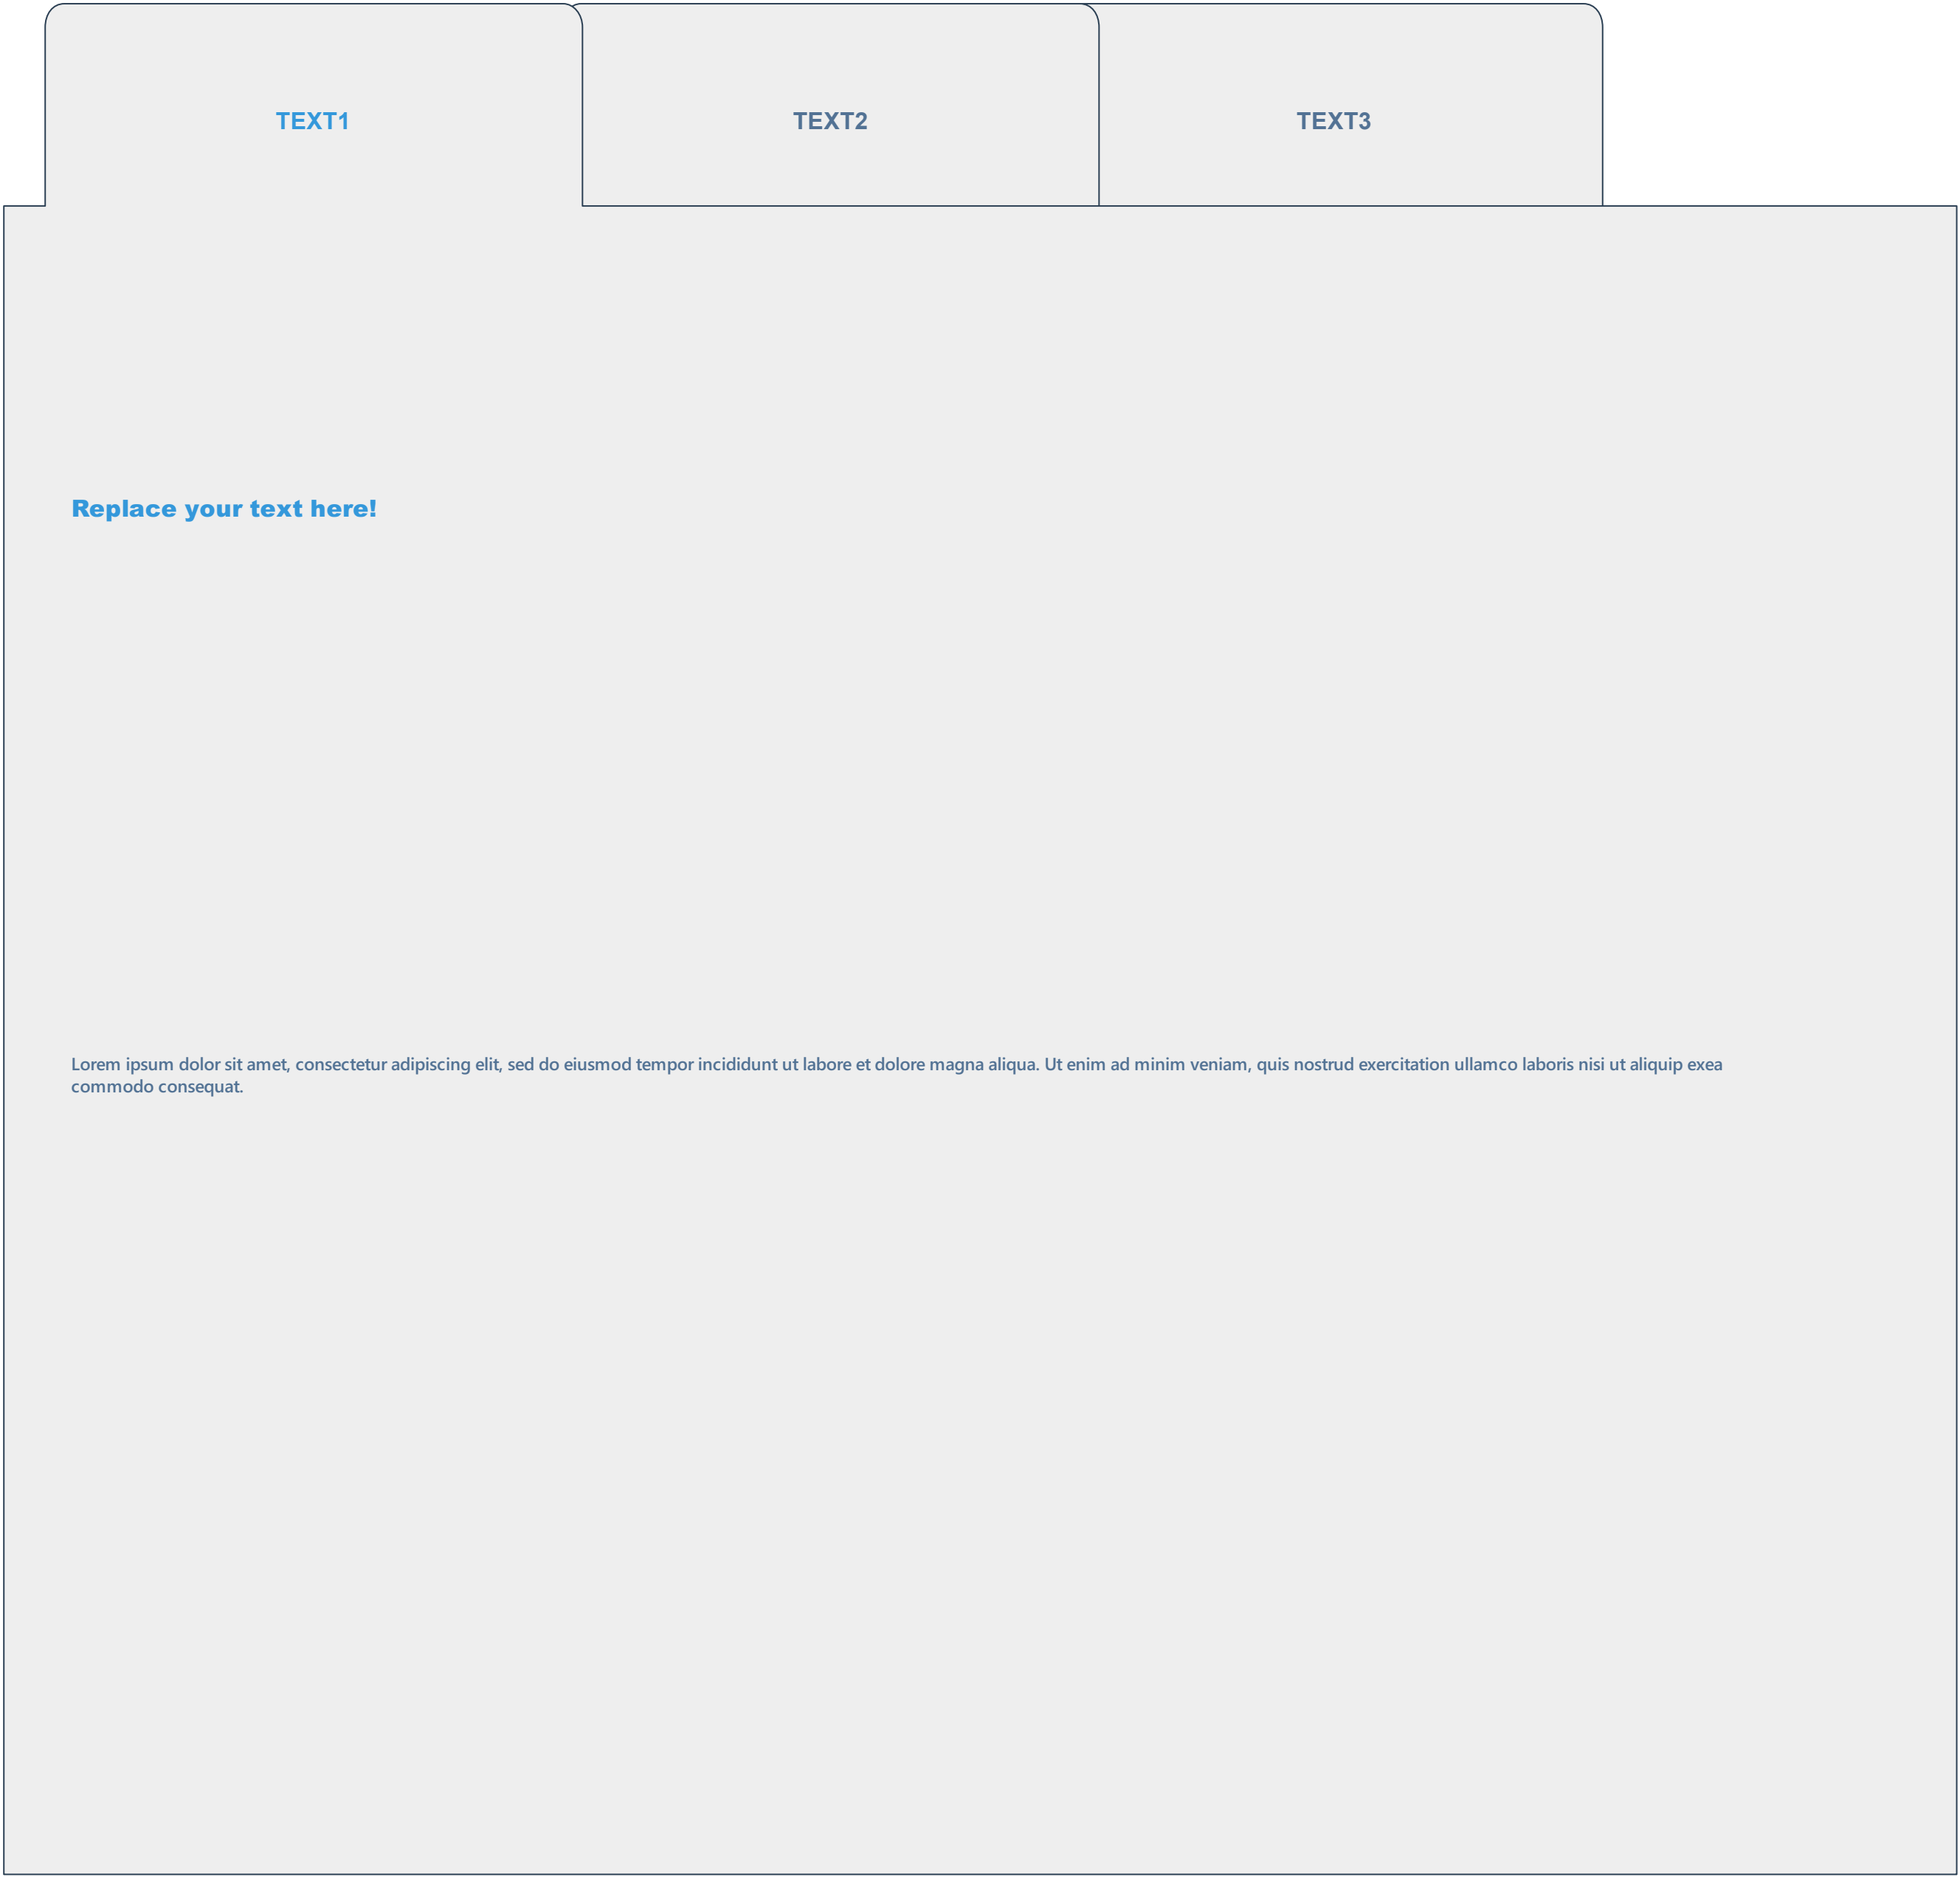 TEXT1
TEXT2
TEXT3
Replace your text here!
Lorem ipsum dolor sit amet, consectetur adipiscing elit, sed do eiusmod tempor incididunt ut labore et dolore magna aliqua. Ut enim ad minim veniam, quis nostrud exercitation ullamco laboris nisi ut aliquip exea
commodo consequat.